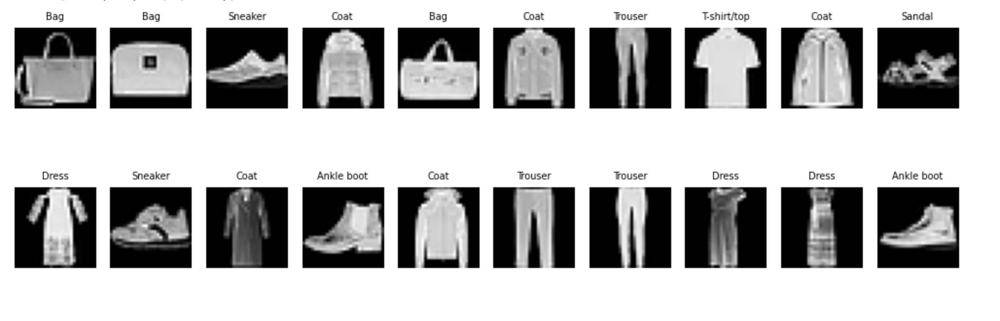 Bag Bag Sneaker Coat Bag Coat Trouser T-shirt/top Coat Sandal
Dress Sneaker Coat Ankle boot Coat Trouser Trouser Dress Dress Ankle boot